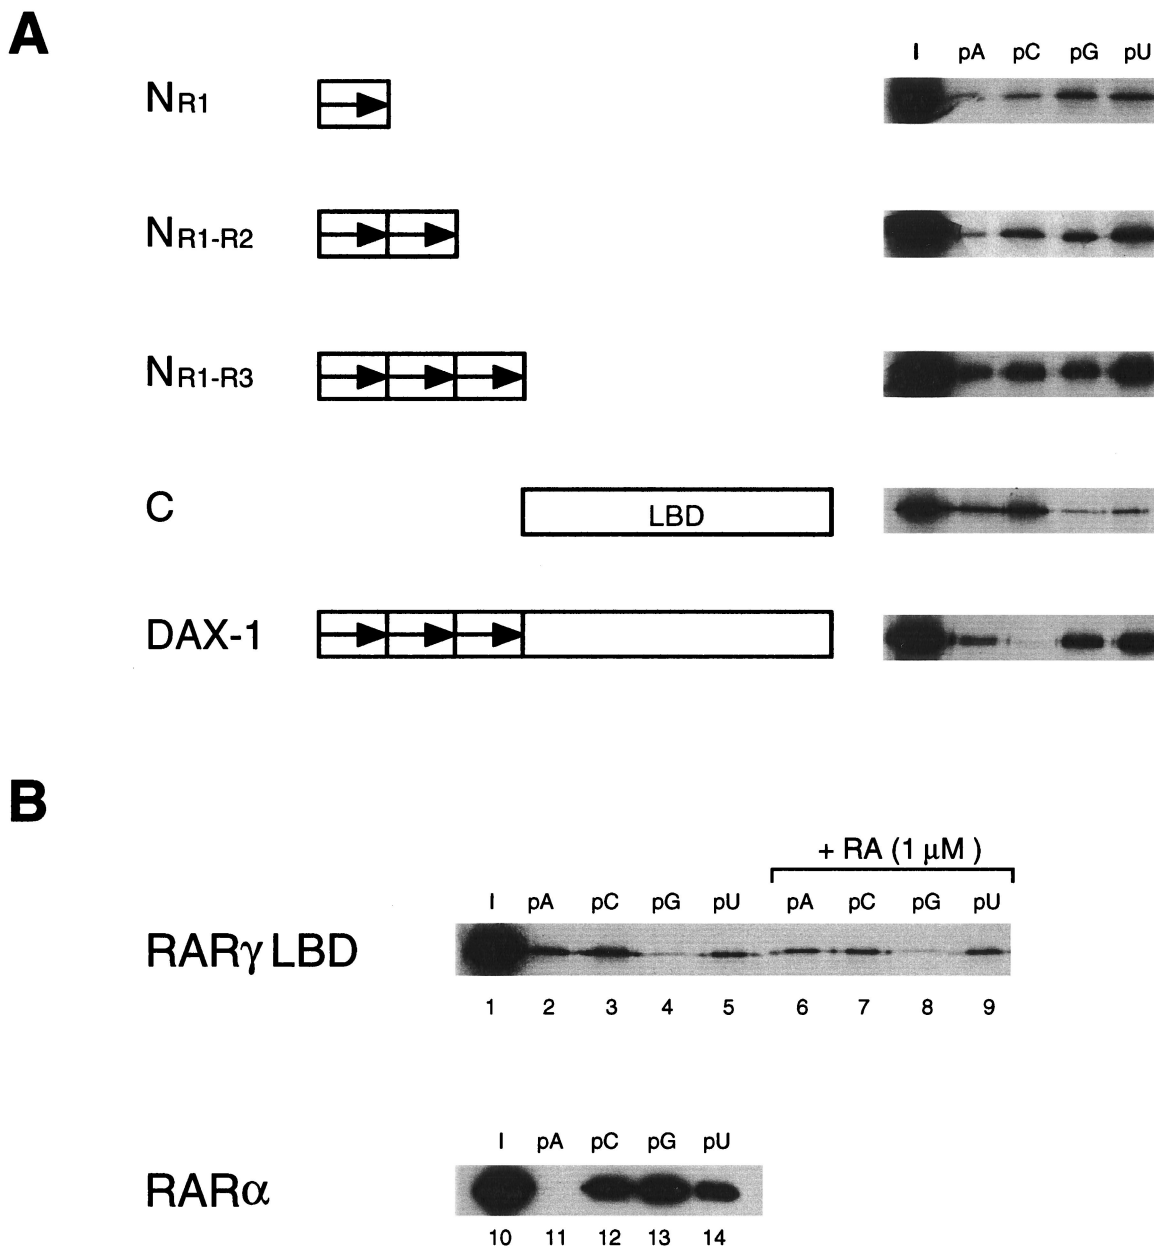 A
I pA pC pG pU
NR1
NR1-R2
NR1-R3
C
LBD
DAX-1
B
+ RA (1 μM )
I pA pC pG pU pA pC pG pU
RARγ LBD
1 2 3 4 5 6 7 8 9
I pA pC pG pU
RARα
10 11 12 13 14